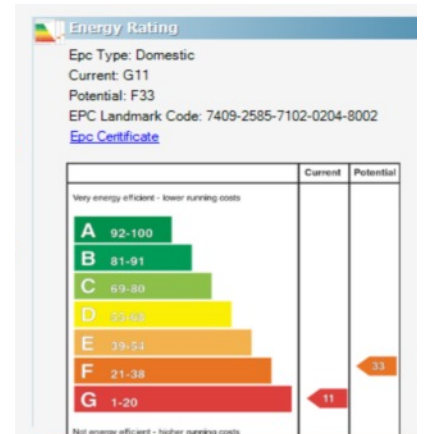 Energy Rating
Epc Type: Domestic
Current: G11
Potential: F33
EPC Landmark Code: 7409-2585-7102-0204-8002
Epc Certificate
Current Potential
Very energy efficient - lower running costs
A 92-100
B 81-91
C 69-80
D 55-68
E 39-54
F 21-38
33
G 1-20
11
Not energy efficient - higher running costs